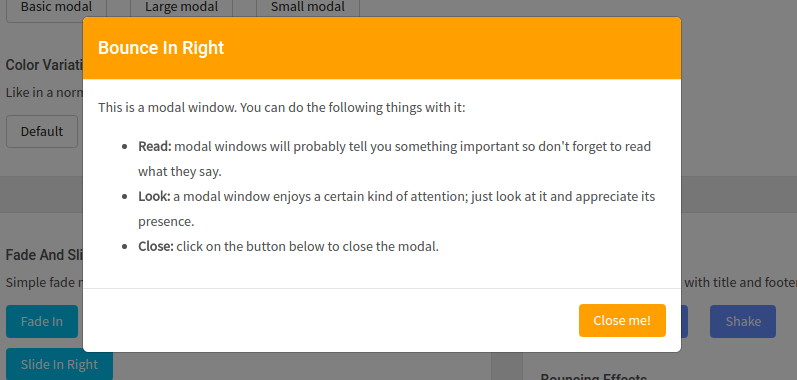 Basic modal Large modal Small modal
Bounce In Right
Color Variati
Like in a norm
Default
This is a modal window. You can do the following things with it:
Read: modal windows will probably tell you something important so don't forget to read
what they say.
Look: a modal window enjoys a certain kind of attention; just look at it and appreciate its
presence.
Close: click on the button below to close the modal.
Fade And Sli
Simple fade
with title and footer
Fade In
Close me!
Shake
Slide In Right
Bouncing Effects